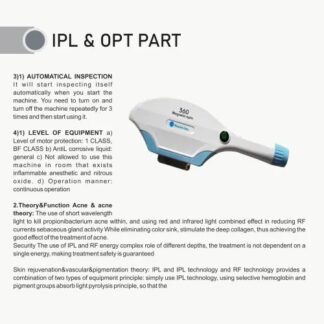 IPL & OPT PART
3)1) AUTOMATICAL INSPECTION
It will start inspecting itself
automatically when you start the
machine. You need to turn on and
turn off the machine repeatedly for 3
times and then start using it.
4)1) LEVEL OF EQUIPMENT a)
Level of motor protection: 1 CLASS,
BF CLASS b) AntiL corrosive liquid:
general c) Not allowed to use this
machine in room that exists
inflammable anesthetic and nitrous
oxide. d) Operation manner:
continuous operation
360
Magneto-optic
2.Theory&Function Acne & acne
theory: The use of short wavelength
light to kill propionibacterium acne within, and using red and infrared light combined effect in reducing RF
currents sebaceous gland activity While eliminating color sink, stimulate the deep collagen, thus achieving the
good effect of the treatment of acne.
Security The use of IPL and RF energy complex role of different depths, the treatment is not dependent on a
single energy, making treatment safety is guaranteed
Skin rejuvenation&vascular&pigmentation theory: IPL and IPL technology and RF technology provides a
combination of two types of equipment principle: simply use IPL technology, using selective hemoglobin and
pigment groups absorb light pyrolysis principle, so that the